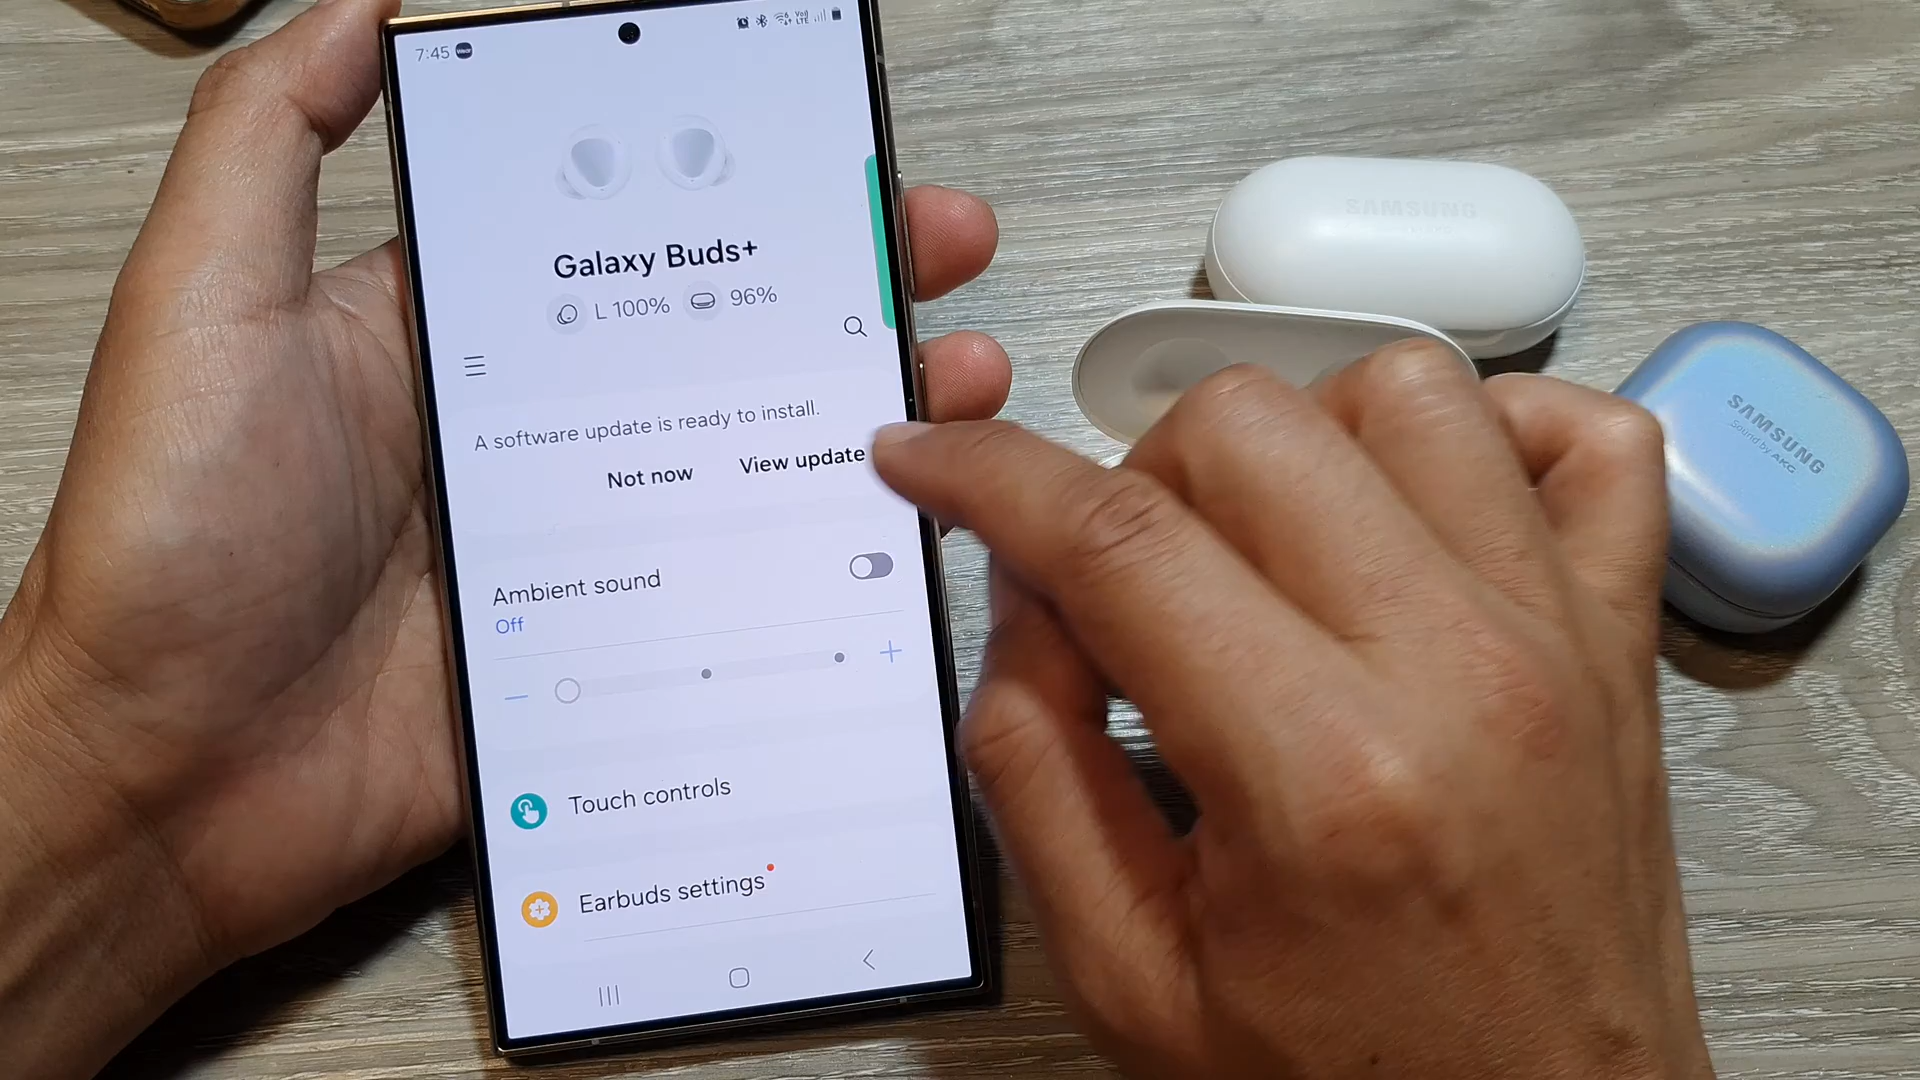 7:45
Galaxy Buds+
L 100% 96%
A software update is ready to install.
Not now View update
Ambient sound
Off
Touch controls
Earbuds settings
SAMSUNG
SAMSUNG
Sound by AKG